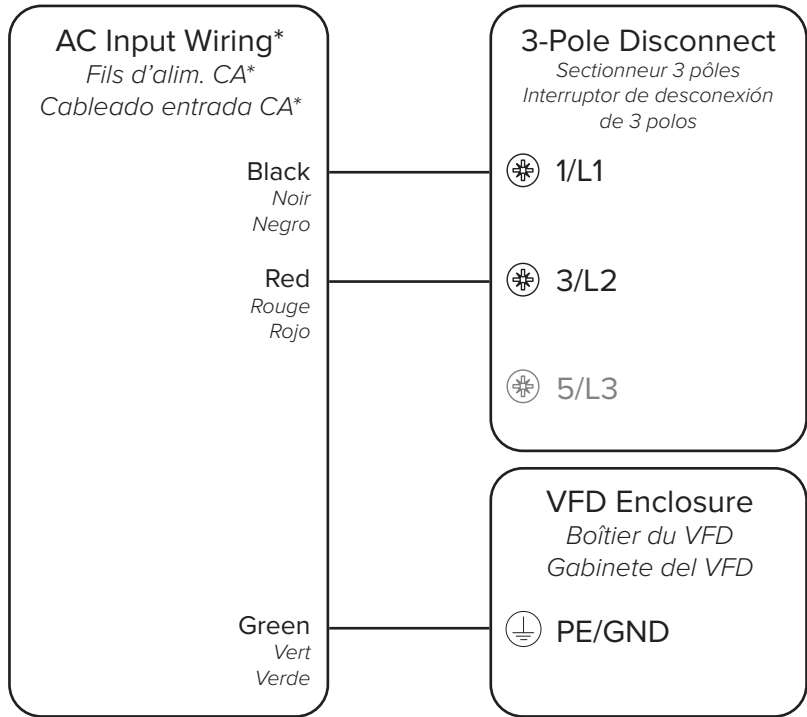 AC Input Wiring*
Fils d’alim. CA*
Cableado entrada CA*
Black
Noir
Negro
Red
Rouge
Rojo
Green
Vert
Verde
3-Pole Disconnect
Sectionneur 3 pôles
Interruptor de desconexión
de 3 polos
1/L1
3/L2
5/L3
VFD Enclosure
Boîtier du VFD
Gabinete del VFD
PE/GND